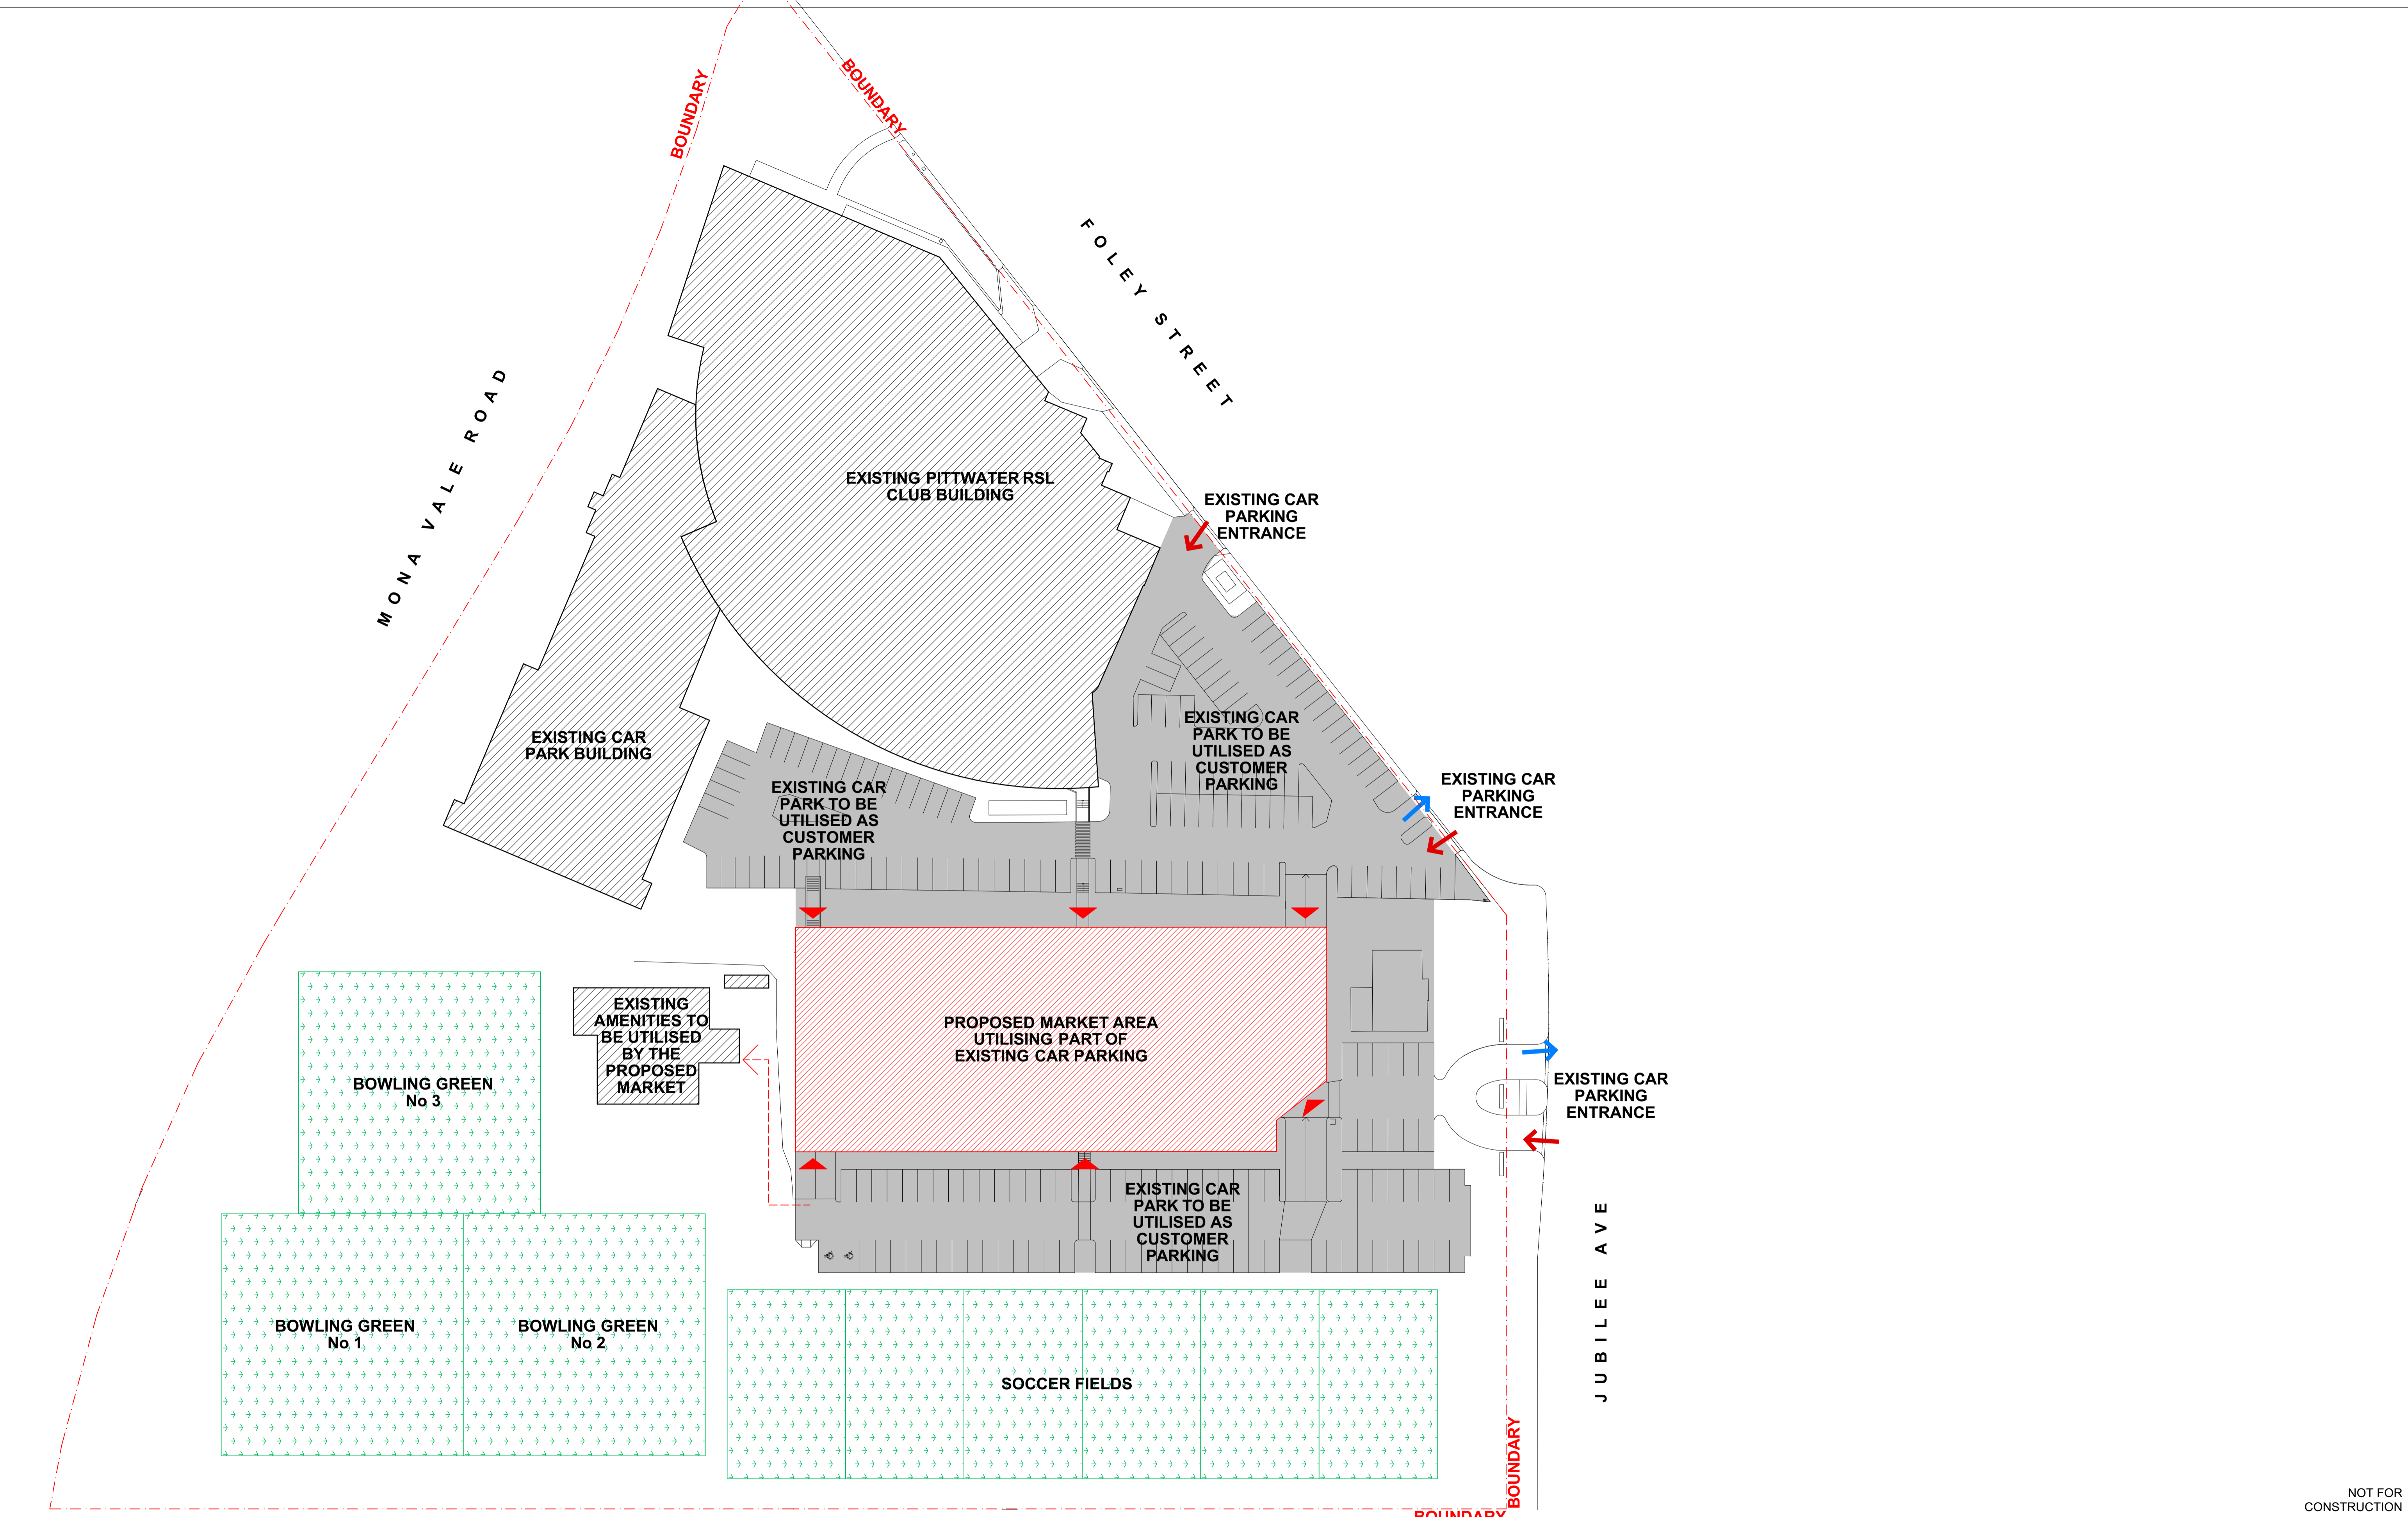 BOUNDARY
BOUNDARY
FOLEY STREET
MONA VALE ROAD
EXISTING PITTWATER RSL
CLUB BUILDING
EXISTING CAR
PARKING
ENTRANCE
EXISTING CAR
PARK BUILDING
EXISTING CAR
PARK TO BE
UTILISED AS
CUSTOMER
PARKING
EXISTING CAR
PARK TO BE
UTILISED AS
CUSTOMER
PARKING
EXISTING CAR
PARKING
ENTRANCE
EXISTING
AMENITIES TO
BE UTILISED
BY THE
PROPOSED
MARKET
PROPOSED MARKET AREA
UTILISING PART OF
EXISTING CAR PARKING
EXISTING CAR
PARKING
ENTRANCE
BOWLING GREEN
No 3
EXISTING CAR
PARK TO BE
UTILISED AS
CUSTOMER
PARKING
JUBILEE AVE
BOWLING GREEN
No 1
BOWLING GREEN
No 2
SOCCER FIELDS
BOUNDARY
BOUNDARY
NOT FOR
CONSTRUCTION